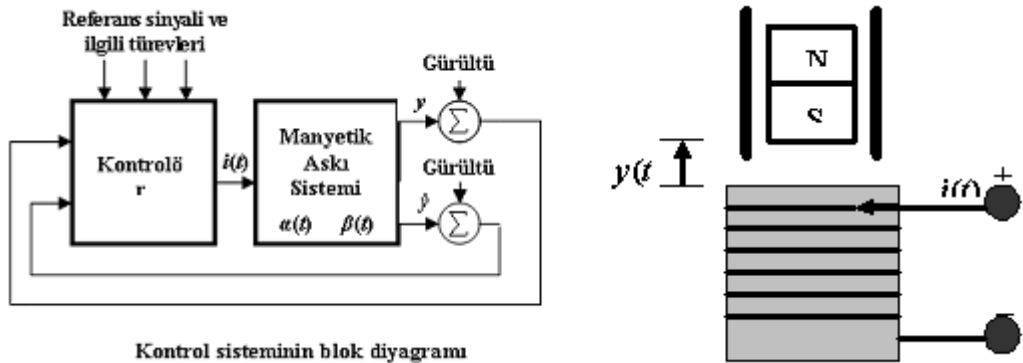 Referans sinyali ve
ilgili türevleri
Kontrolö
r
i(t)
Manyetik
Askı
Sistemi
α(t) β(t)
y
Gürültü
Σ
Gürültü
ẏ
Σ
Kontrol sisteminin blok diyagramı
N
S
y(t
i(t)
+
-